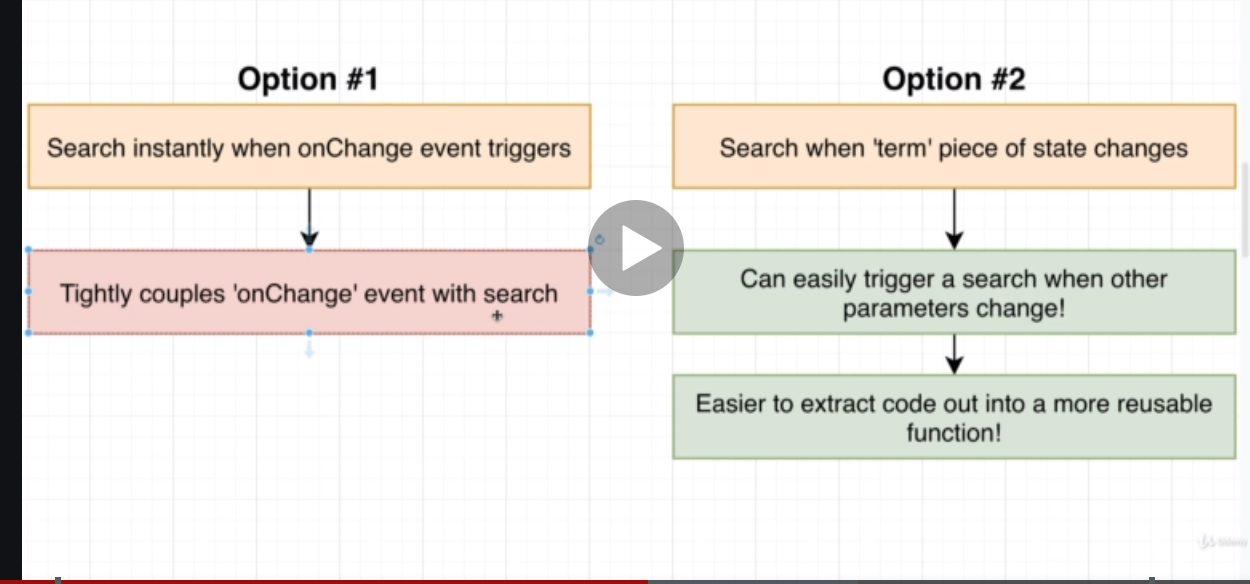 Option #1
Search instantly when onChange event triggers
Tightly couples 'onChange' event with search
Option #2
Search when 'term' piece of state changes
Can easily trigger a search when other
parameters change!
Easier to extract code out into a more reusable
function!
Udemy